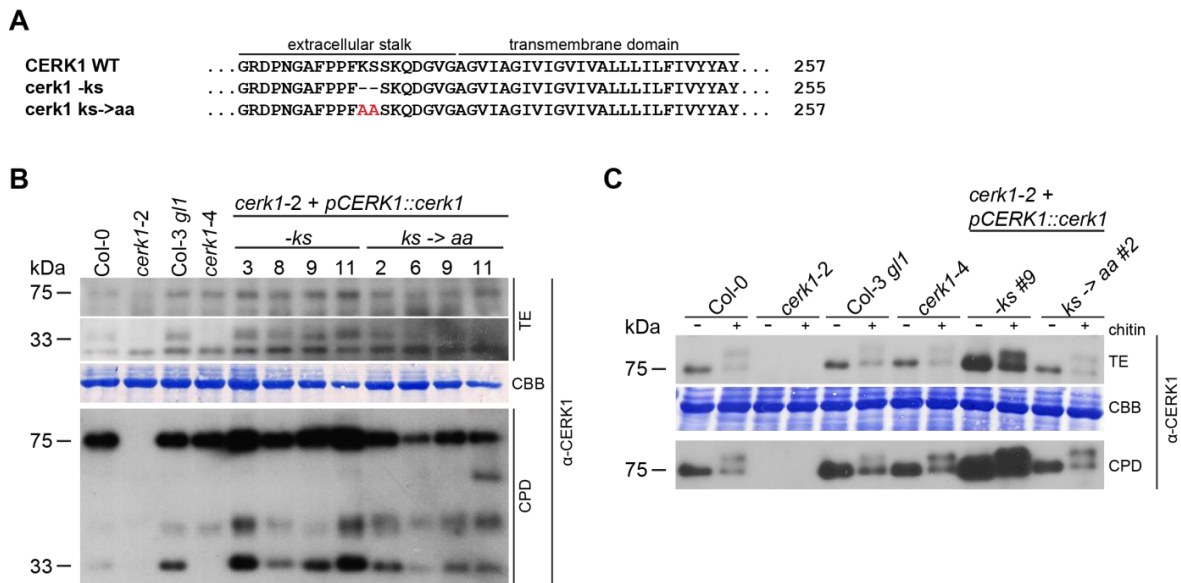 A
extracellular stalk transmembrane domain
CERK1 WT ...GRDPNGAFPPFKSSKQDGVGAGVIAGIVIGVIVALLLILFIVYYAY... 257
cerk1 -ks ...GRDPNGAFPPF--SKQDGVGAGVIAGIVIGVIVALLLILFIVYYAY... 255
cerk1 ks->aa ...GRDPNGAFPPFAASKQDGVGAGVIAGIVIGVIVALLLILFIVYYAY... 257
B
cerk1-2 + pCERK1::cerk1
Col-0 cerk1-2 Col-3 gl1 cerk1-4 -ks ks -> aa
kDa 3 8 9 11 2 6 9 11
75
TE
33
CBB
75
CPD
33
α-CERK1
C
cerk1-2 +
pCERK1::cerk1
Col-0 cerk1-2 Col-3 gl1 cerk1-4 -ks #9 ks -> aa #2
kDa - + - + - + - + - + - + chitin
75 TE
CBB
75 CPD
α-CERK1